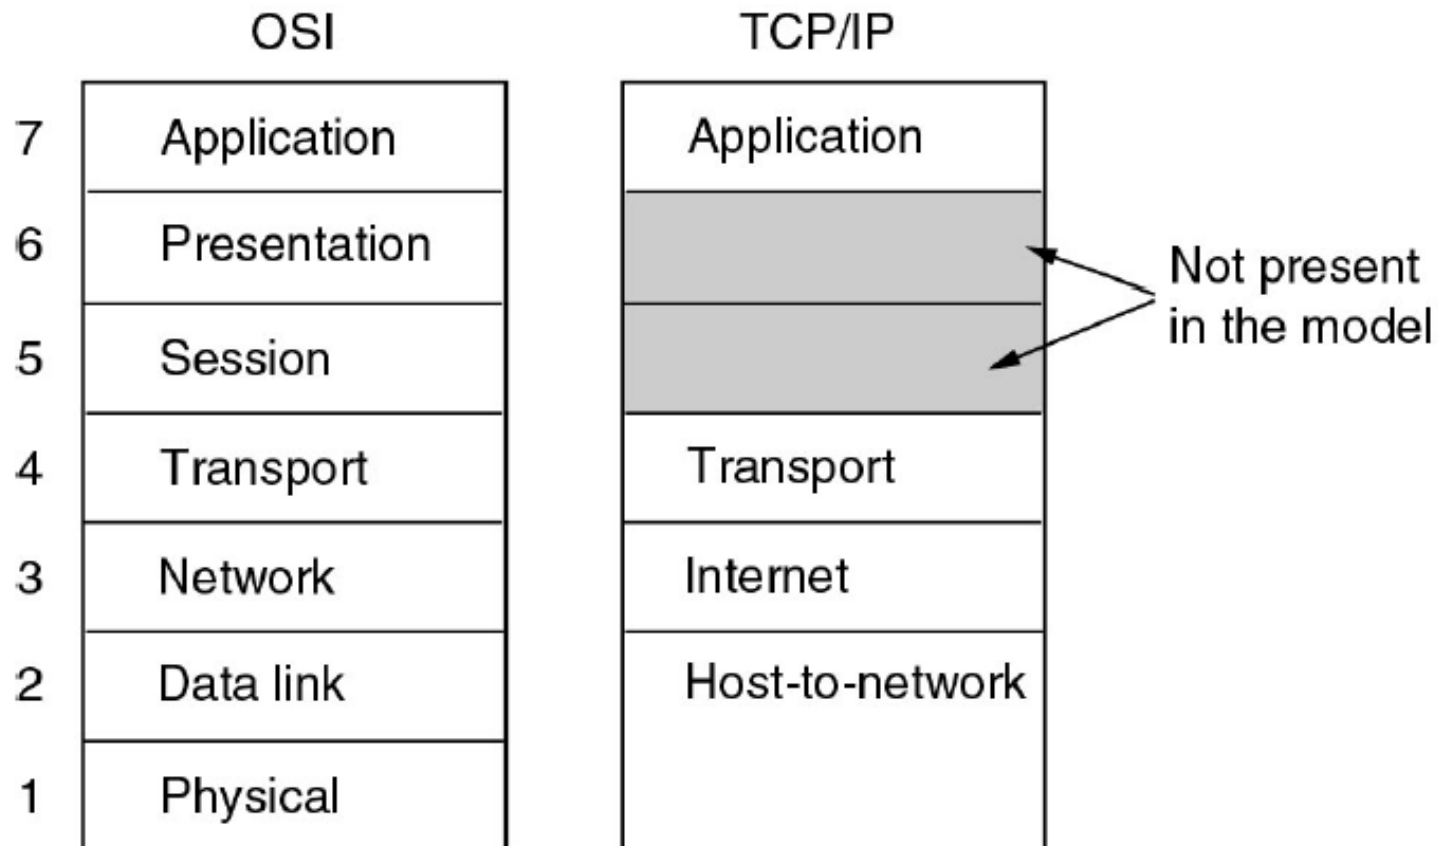 OSI TCP/IP
7 Application Application
6 Presentation
5 Session
Not present
in the model
4 Transport Transport
3 Network Internet
2 Data link Host-to-network
1 Physical